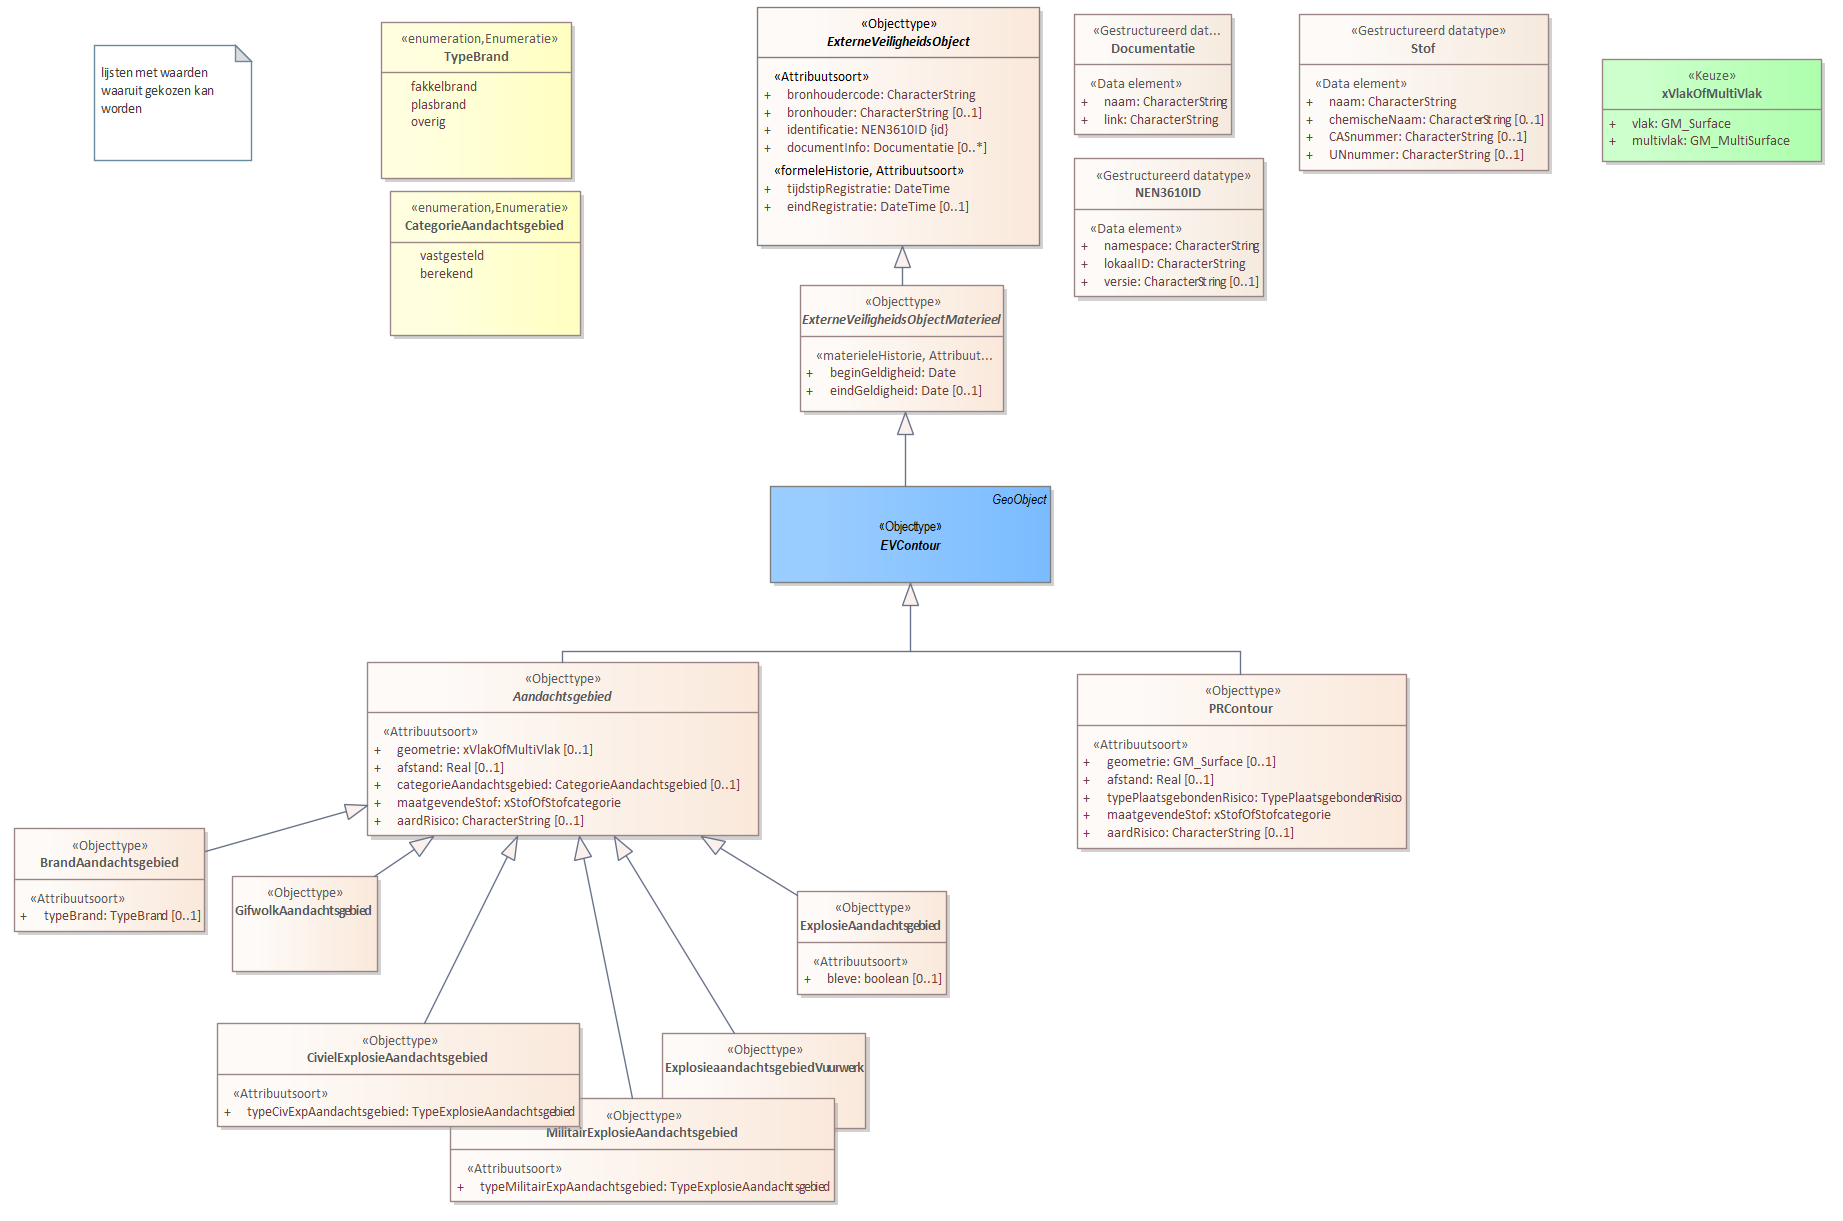 lijsten met waarden
waaruit gekozen kan
worden
«enumeration,Enumeratie»
TypeBrand
fakkelbrand
plasbrand
overig
«enumeration,Enumeratie»
CategorieAandachtsgebied
vastgesteld
berekend
«Objecttype»
ExterneVeiligheidsObject
«Attribuutsoort»
+ bronhoudercode: CharacterString
+ bronhouder: CharacterString [0..1]
+ identificatie: NEN3610ID {id}
+ documentInfo: Documentatie [0..*]
«formeleHistorie, Attribuutsoort»
+ tijdstipRegistratie: DateTime
+ eindRegistratie: DateTime [0..1]
«Gestructureerd dat...
Documentatie
«Data element»
+ naam: CharacterString
+ link: CharacterString
«Gestructureerd datatype»
NEN3610ID
«Data element»
+ namespace: CharacterString
+ lokaalID: CharacterString
+ versie: CharacterString [0..1]
«Gestructureerd datatype»
Stof
«Data element»
+ naam: CharacterString
+ chemischeNaam: CharacterString [0..1]
+ CASnummer: CharacterString [0..1]
+ UNnummer: CharacterString [0..1]
«Keuze»
xVlakOfMultiVlak
+ vlak: GM_Surface
+ multivlak: GM_MultiSurface
«Objecttype»
ExterneVeiligheidsObjectMaterieel
«materieleHistorie, Attribuut...
+ beginGeldigheid: Date
+ eindGeldigheid: Date [0..1]
GeoObject
«Objecttype»
EVContour
«Objecttype»
Aandachtsgebied
«Attribuutsoort»
+ geometrie: xVlakOfMultiVlak [0..1]
+ afstand: Real [0..1]
+ categorieAandachtsgebied: CategorieAandachtsgebied [0..1]
+ maatgevendeStof: xStofOfStofcategorie
+ aardRisico: CharacterString [0..1]
«Objecttype»
PRContour
«Attribuutsoort»
+ geometrie: GM_Surface [0..1]
+ afstand: Real [0..1]
+ typePlaatsgebondenRisico: TypePlaatsgebondenRisico
+ maatgevendeStof: xStofOfStofcategorie
+ aardRisico: CharacterString [0..1]
«Objecttype»
BrandAandachtsgebied
«Attribuutsoort»
+ typeBrand: TypeBrand [0..1]
«Objecttype»
GifwolkAandachtsgebied
«Objecttype»
ExplosieAandachtsgebied
«Attribuutsoort»
+ bleve: boolean [0..1]
«Objecttype»
CivielExplosieAandachtsgebied
«Attribuutsoort»
+ typeCivExpAandachtsgebied: TypeExplosieAandachtsgebied
«Objecttype»
ExplosieaandachtsgebiedVuurwerk
«Objecttype»
MilitairExplosieAandachtsgebied
«Attribuutsoort»
+ typeMilitairExpAandachtsgebied: TypeExplosieAandachtsgebied